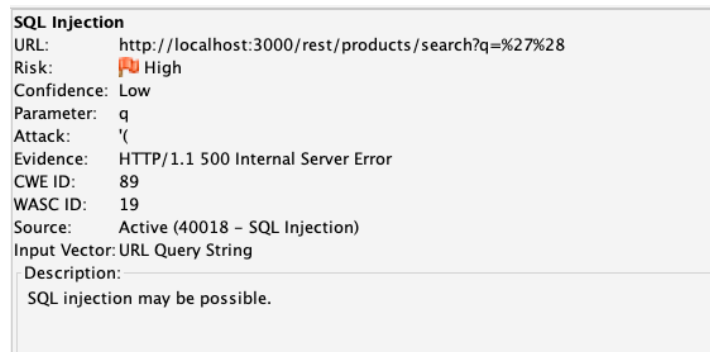 SQL Injection
URL: http://localhost:3000/rest/products/search?q=%27%28
Risk: High
Confidence: Low
Parameter: q
Attack: '(
Evidence: HTTP/1.1 500 Internal Server Error
CWE ID: 89
WASC ID: 19
Source: Active (40018 – SQL Injection)
Input Vector: URL Query String
Description:
SQL injection may be possible.